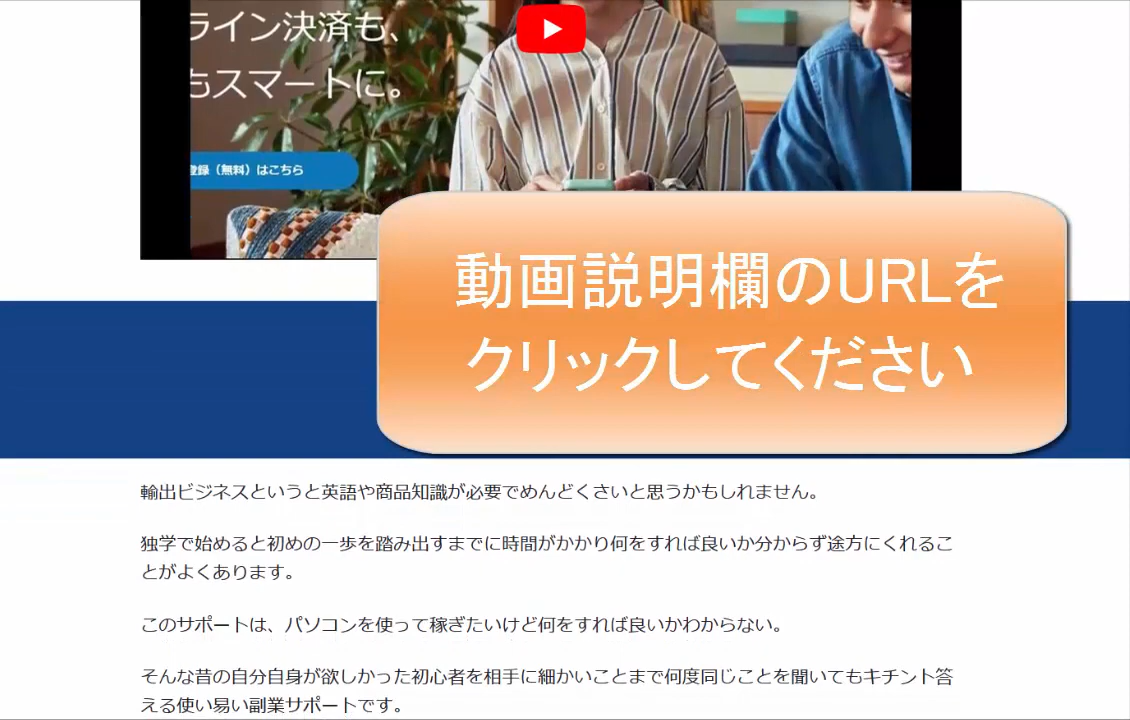 ライン決済も、
もスマートに。
登録（無料）はこちら
動画説明欄のURLを
クリックしてください
輸出ビジネスというと英語や商品知識が必要でめんどくさいと思うかもしれません。
独学で始めると初めの一歩を踏み出すまでに時間がかかり何をすれば良いか分からず途方にくれるこ
とがよくあります。
このサポートは、パソコンを使って稼ぎたいけど何をすれば良いかわからない。
そんな昔の自分自身が欲しかった初心者を相手に細かいことまで何度同じことを聞いてもキチント答
える使い易い副業サポートです。